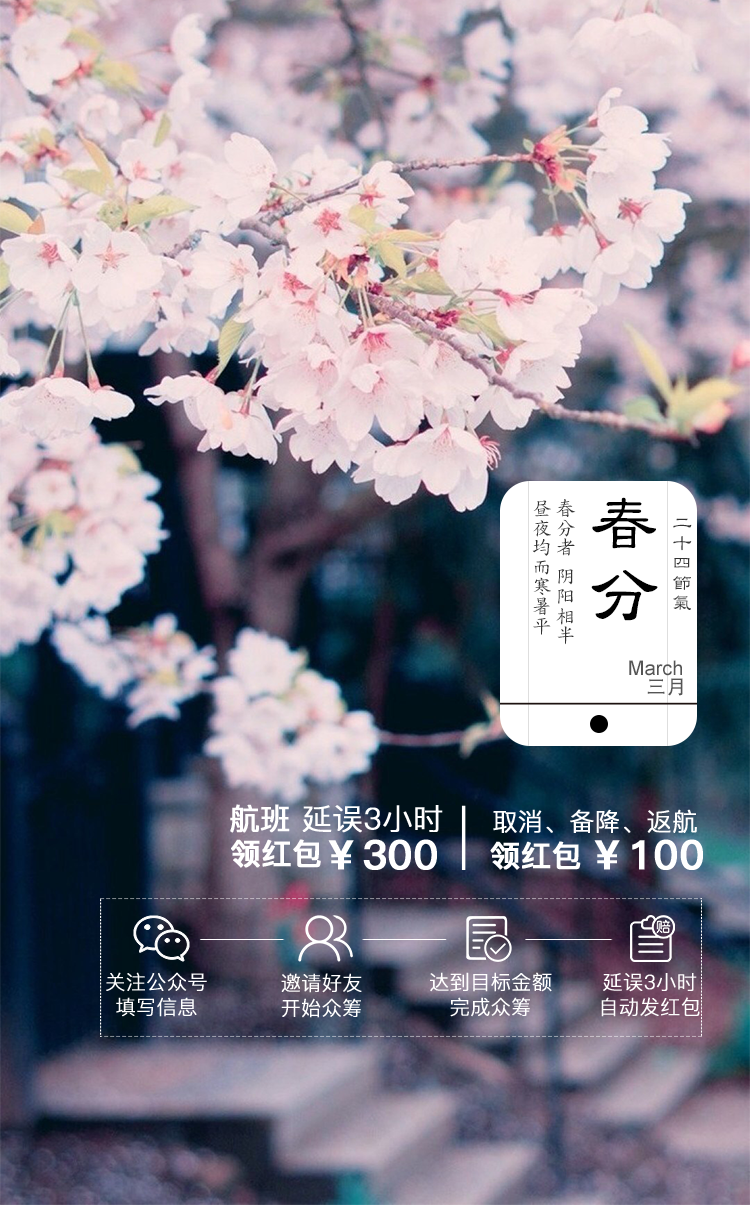 二十四節氣
春分
春分者 阴阳相半
昼夜均而寒暑平
March
三月
航班 延误3小时
领红包¥300
取消、备降、返航
领红包 ¥100
关注公众号
填写信息
邀请好友
开始众筹
达到目标金额
完成众筹
赔
延误3小时
自动发红包